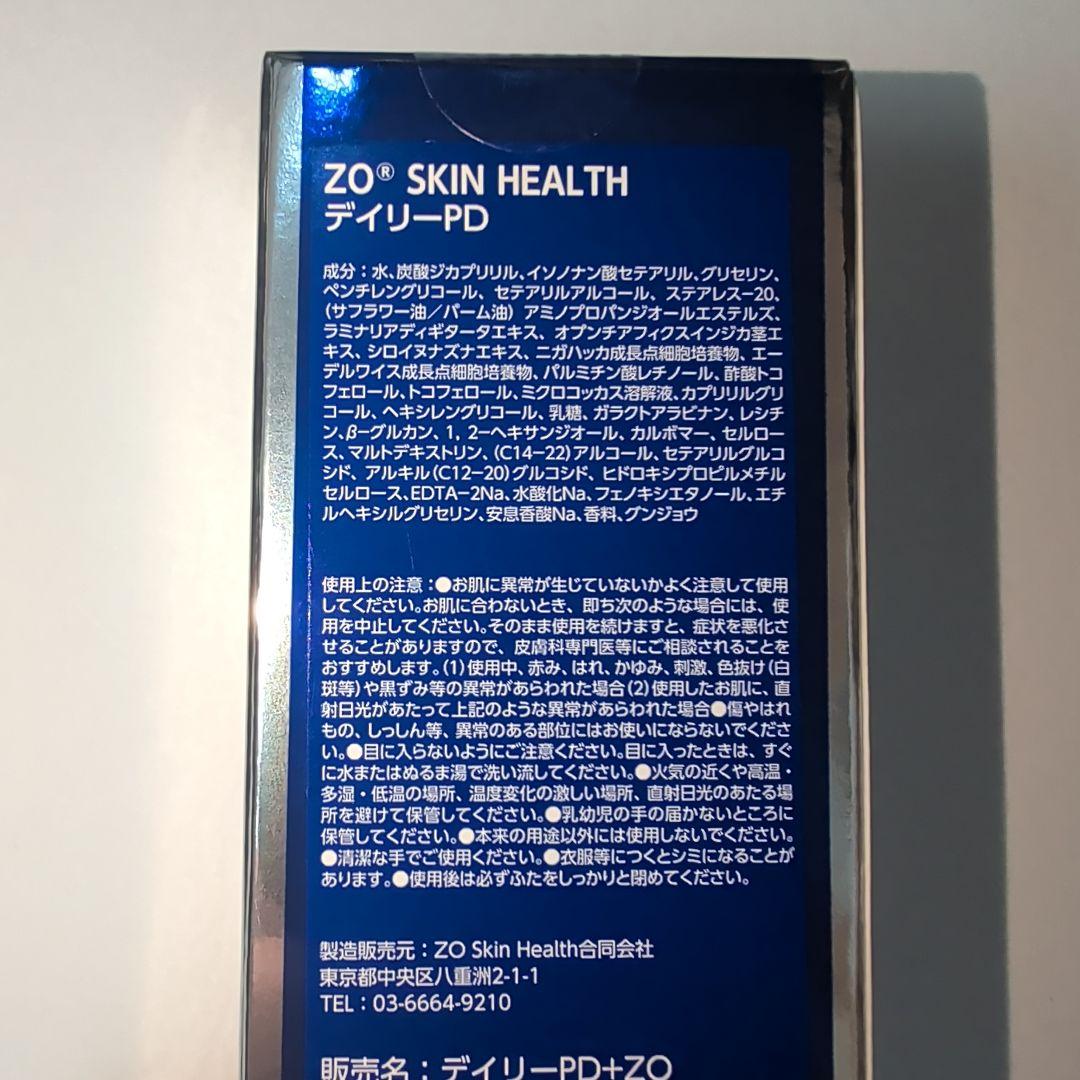 ZO® SKIN HEALTH
デイリーPD
成分：水、炭酸ジカプリリル、イソノナン酸セテアリル、グリセリン、
ペンチレングリコール、セテアリルアルコール、ステアレス−20、
（サフラワー油／パーム油）アミノプロパンジオールエステルズ、
ラミナリアディギタータエキス、オプンチアフィクスインジカ茎エ
キス、シロイヌナズナエキス、ニガハッカ成長点細胞培養物、エー
デルワイス成長点細胞培養物、パルミチン酸レチノール、酢酸トコ
フェロール、トコフェロール、ミクロコッカス溶解液、カプリリルグリ
コール、ヘキシレングリコール、乳糖、ガラクトアラビナン、レシチ
ン、β−グルカン、1，2−ヘキサンジオール、カルボマー、セルロー
ス、マルトデキストリン、（C14−22）アルコール、セテアリルグルコ
シド、アルキル（C12−20）グルコシド、ヒドロキシプロピルメチル
セルロース、EDTA−2Na、水酸化Na、フェノキシエタノール、エチ
ルヘキシルグリセリン、安息香酸Na、香料、グンジョウ
使用上の注意：●お肌に異常が生じていないかよく注意して使用
してください。お肌に合わないとき、即ち次のような場合には、使
用を中止してください。そのまま使用を続けますと、症状を悪化さ
せることがありますので、皮膚科専門医等にご相談されることを
おすすめします。（1）使用中、赤み、はれ、かゆみ、刺激、色抜け（白
斑等）や黒ずみ等の異常があらわれた場合（2）使用したお肌に、直
射日光があたって上記のような異常があらわれた場合●傷やはれ
もの、しっしん等、異常のある部位にはお使いにならないでくださ
い。●目に入らないようにご注意ください。目に入ったときは、すぐ
に水またはぬるま湯で洗い流してください。●火気の近くや高温・
多湿・低温の場所、温度変化の激しい場所、直射日光のあたる場
所を避けて保管してください。●乳幼児の手の届かないところに
保管してください。●本来の用途以外には使用しないでください。
●清潔な手でご使用ください。●衣服等につくとシミになることが
あります。●使用後は必ずふたをしっかりと閉めてください。
製造販売元：ZO Skin Health合同会社
東京都中央区八重洲2-1-1
TEL：03-6664-9210
販売名：デイリーPD+ZO